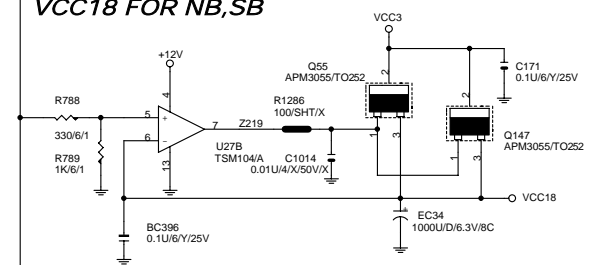 VCC18 FOR NB,SB
VCC3
+12V
Q55
APM3055/TO252
2
2
C171
0.1U/6/Y/25V
4
R788
330/6/1
5
+
7
Z219
R1286
100/SHT/X
6
-
U27B
TSM104/A
13
R789
1K/6/1
C1014
0.01U/4/X/50V/X
1
3
Q147
APM3055/TO252
1
3
VCC18
BC396
0.1U/6/Y/25V
+
EC34
1000U/D/6.3V/8C